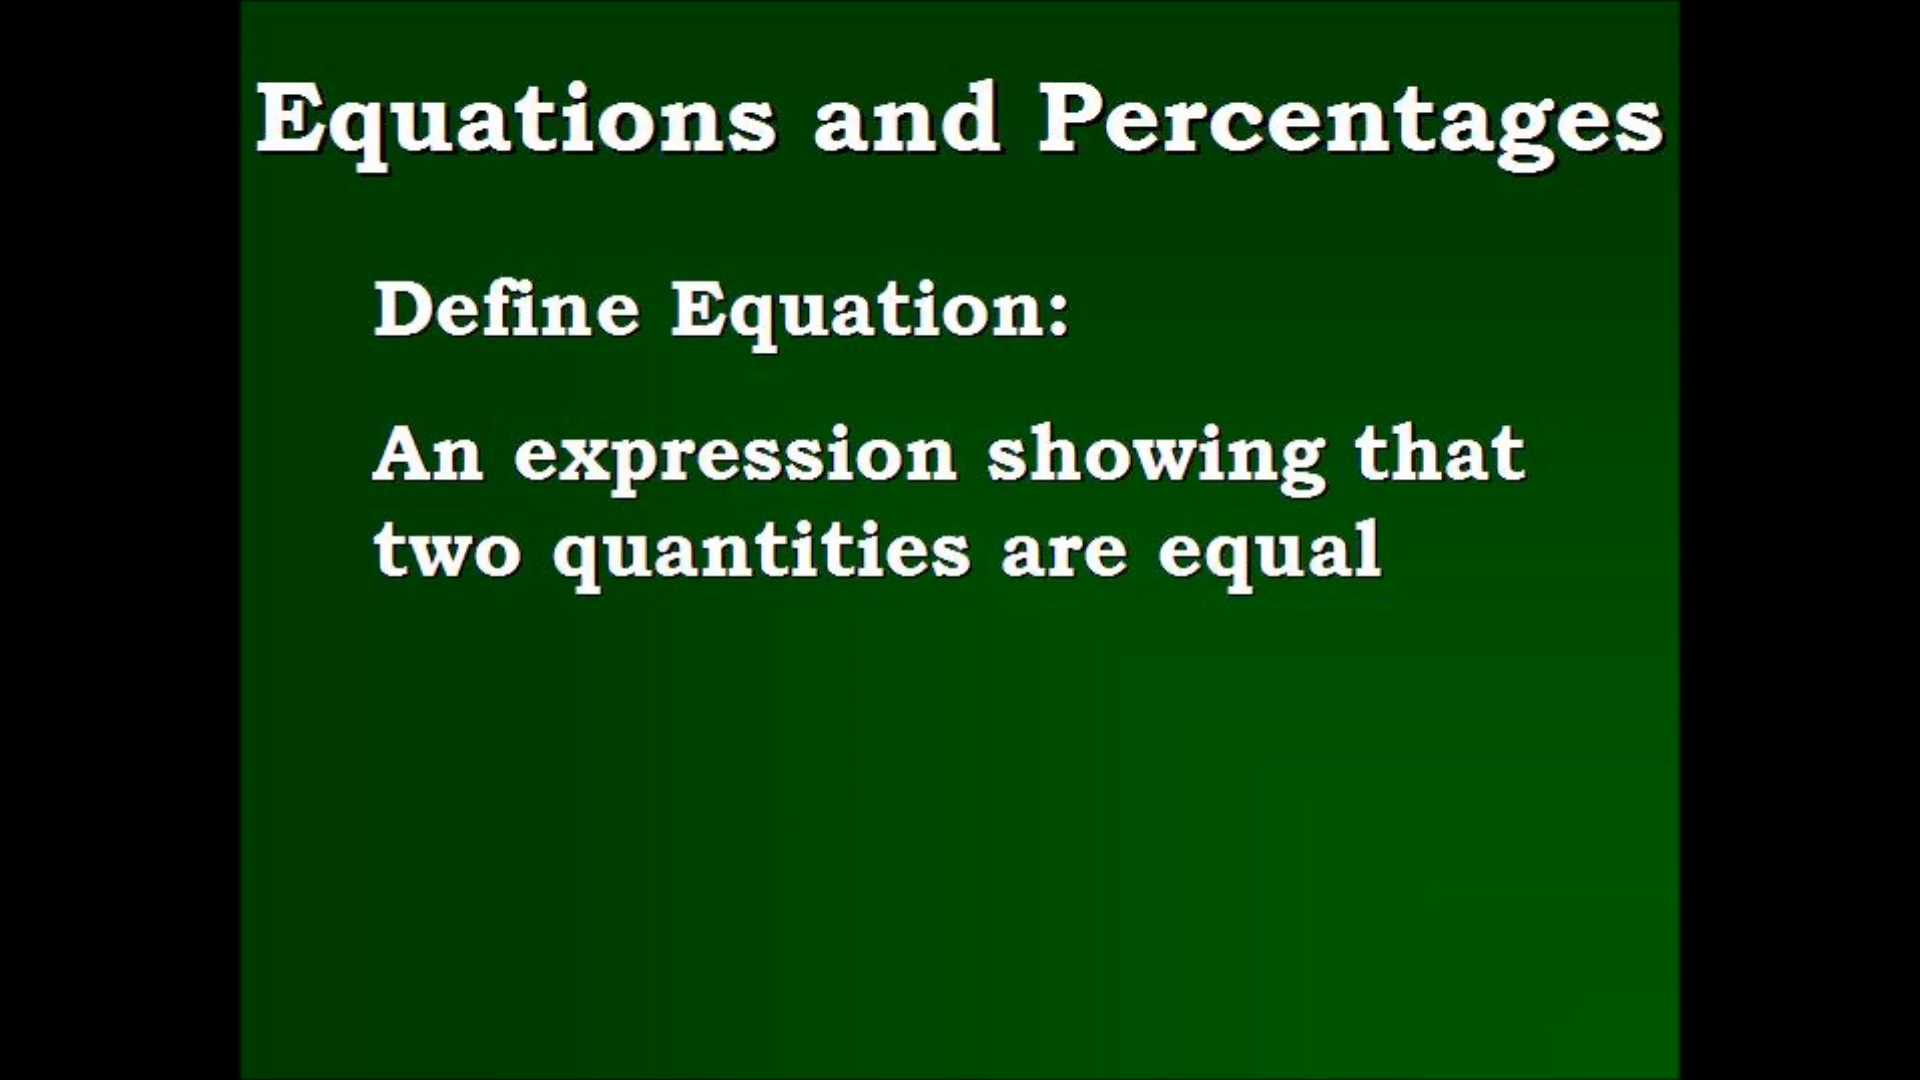 Equations and Percentages
Define Equation:
An expression showing that
two quantities are equal